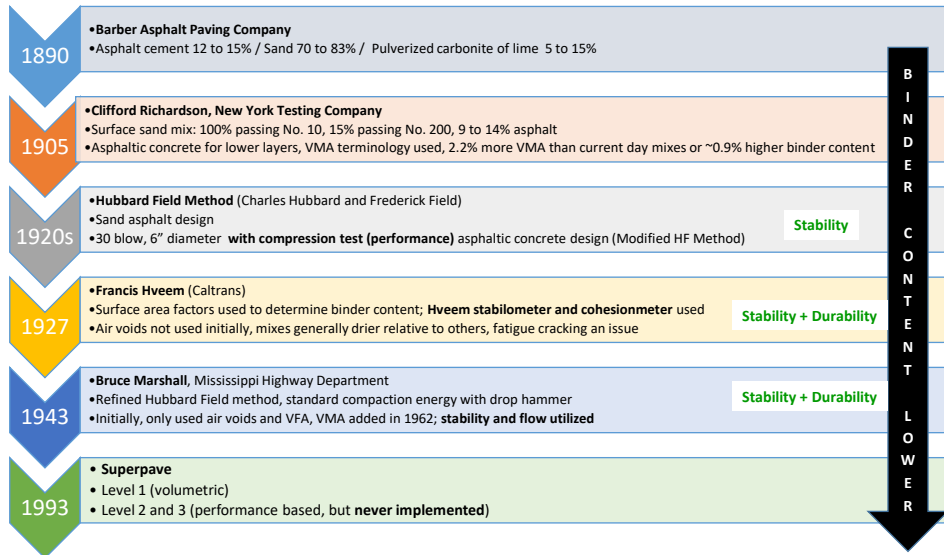 1890
•Barber Asphalt Paving Company
•Asphalt cement 12 to 15% / Sand 70 to 83% / Pulverized carbonite of lime 5 to 15%
1905
•Clifford Richardson, New York Testing Company
•Surface sand mix: 100% passing No. 10, 15% passing No. 200, 9 to 14% asphalt
•Asphaltic concrete for lower layers, VMA terminology used, 2.2% more VMA than current day mixes or ~0.9% higher binder content
1920s
•Hubbard Field Method (Charles Hubbard and Frederick Field)
•Sand asphalt design
•30 blow, 6” diameter with compression test (performance) asphaltic concrete design (Modified HF Method)
Stability
1927
•Francis Hveem (Caltrans)
•Surface area factors used to determine binder content; Hveem stabilometer and cohesionmeter used
•Air voids not used initially, mixes generally drier relative to others, fatigue cracking an issue
Stability + Durability
1943
•Bruce Marshall, Mississippi Highway Department
•Refined Hubbard Field method, standard compaction energy with drop hammer
•Initially, only used air voids and VFA, VMA added in 1962; stability and flow utilized
Stability + Durability
1993
• Superpave
• Level 1 (volumetric)
• Level 2 and 3 (performance based, but never implemented)
BINDER CONTENT LOWER